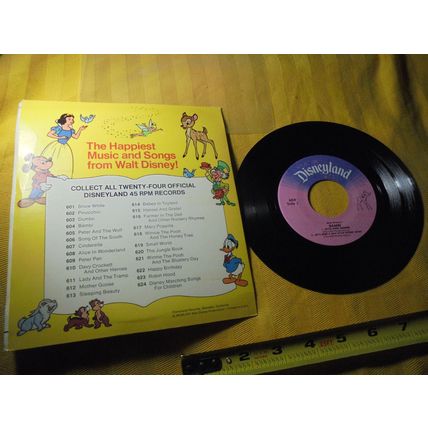 The Happiest
Music and Songs
from Walt Disney!
COLLECT ALL TWENTY-FOUR OFFICIAL
DISNEYLAND 45 RPM RECORDS
601 Snow White
602 Pinocchio
603 Dumbo
604 Bambi
605 Peter And The Wolf
606 Song Of The South
607 Cinderella
608 Alice In Wonderland
609 Peter Pan
610 Davy Crockett
And Other Heroes
611 Lady And The Tramp
612 Mother Goose
613 Sleeping Beauty
614 Babes In Toyland
615 Hansel And Gretel
616 Farmer In The Dell
And Other Nursery Rhymes
617 Mary Poppins
618 Winnie The Pooh
And The Honey Tree
619 Small World
620 The Jungle Book
621 Winnie The Pooh
And The Blustery Day
622 Happy Birthday
623 Robin Hood
624 Disney Marching Songs
For Children
Disneyland
604
Side 1
BAMBI
1 2 3 4 5 6 7